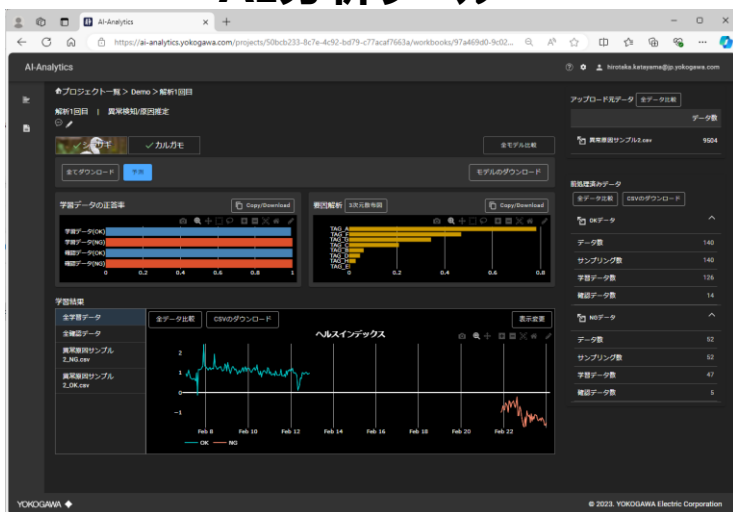 AI-Analytics
https://ai-analytics.yokogawa.com/projects/50bcb233-8c7e-4c92-bd79-c77acaf7663a/workbooks/97a469d0-9c02...
AI-Analytics
hirotaka.katayama@jp.yokogawa.com
プロジェクト一覧 > Demo > 解析1回目
解析1回目 | 異常検知/原因推定
カルガモ
全モデル比較
全てダウンロード
予測
モデルのダウンロード
学習データの正答率
Copy/Download
学習データ(OK)
学習データ(NG)
確認データ(OK)
確認データ(NG)
0 0.2 0.4 0.6 0.8 1
要因解析
3次元散布図
Copy/Download
TAG_A
TAG_F
TAG_G
TAG_C
TAG_B
TAG_D
TAG_H
TAG_E
0 0.2 0.4 0.6 0.8
学習結果
全学習データ
全確認データ
異常原因サンプル
2_NG.csv
異常原因サンプル
2_OK.csv
全データ比較
CSVのダウンロード
表示変更
ヘルスインデックス
2
1
0
−1
Feb 8 Feb 10 Feb 12 Feb 14 Feb 16 Feb 18 Feb 20 Feb 22
OK NG
アップロード元データ
全データ比較
データ数
異常原因サンプル2.csv 9504
前処理済みデータ
全データ比較
CSVのダウンロード
OKデータ
データ数 140
サンプリング数 140
学習データ数 126
確認データ数 14
NGデータ
データ数 52
サンプリング数 52
学習データ数 47
確認データ数 5
YOKOGAWA
© 2023. YOKOGAWA Electric Corporation